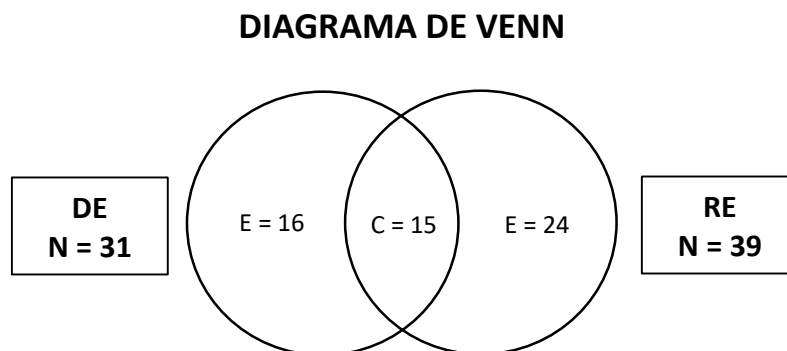 DIAGRAMA DE VENN
DE
N = 31
E = 16
C = 15
E = 24
RE
N = 39